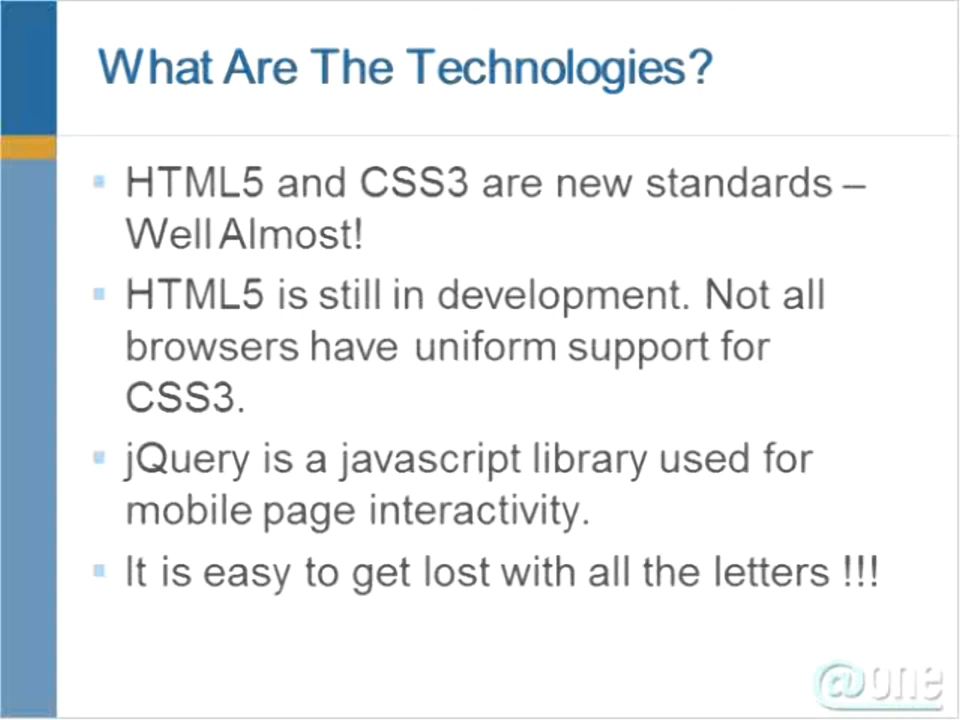 What Are The Technologies?
HTML5 and CSS3 are new standards –
Well Almost!
HTML5 is still in development. Not all
browsers have uniform support for
CSS3.
jQuery is a javascript library used for
mobile page interactivity.
It is easy to get lost with all the letters !!!
@one